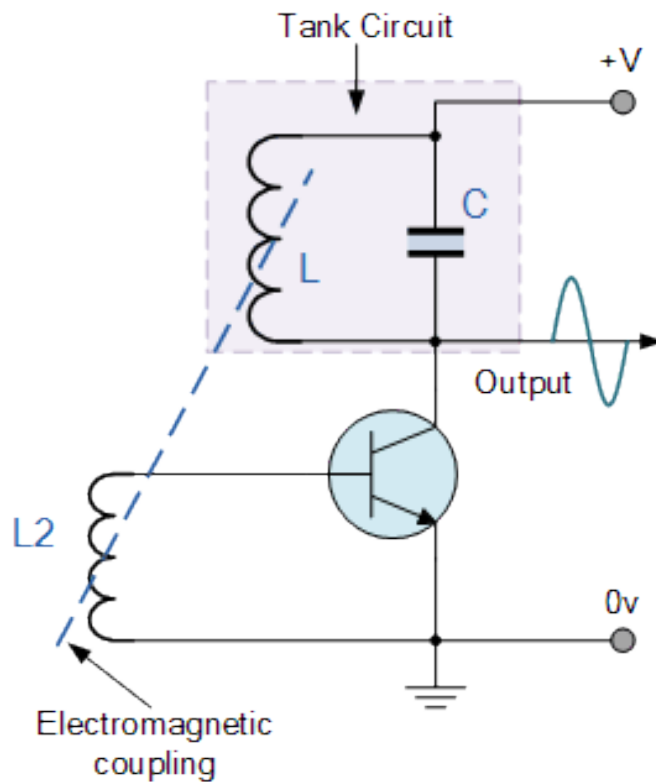 Tank Circuit
+V
C
L
Output
L2
0v
Electromagnetic
coupling